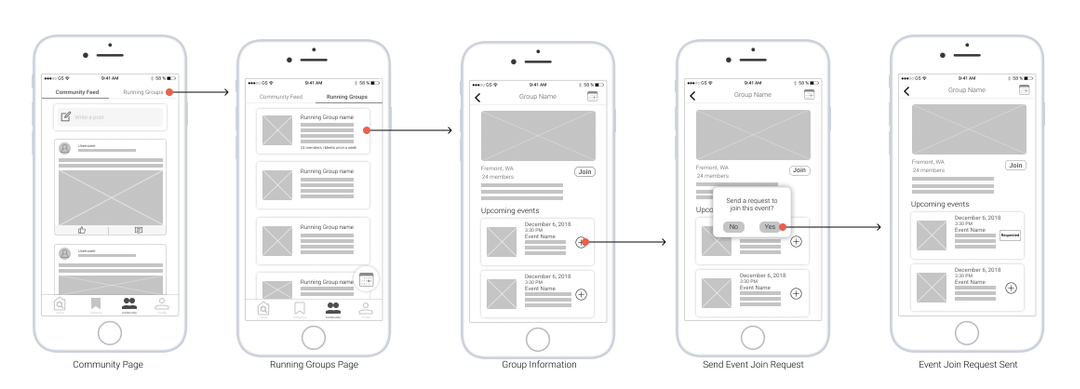 ●●●○○ GS 9:41 AM 58 %
Community Feed Running Groups
Write a post
Username
Username
Community
Community Page
●●●○○ GS 9:41 AM 58 %
Community Feed Running Groups
Running Group name
24 members | Meets once a week
Running Group name
Running Group name
Running Group name
Community
Running Groups Page
●●●○○ GS 9:41 AM 58 %
Group Name
Fremont, WA
24 members
Join
Upcoming events
December 6, 2018
3:30 PM
Event Name
December 6, 2018
3:30 PM
Event Name
Group Information
●●●○○ GS 9:41 AM 58 %
Group Name
Fremont, WA
24 members
Join
Send a request to
join this event?
No Yes
Upcoming events
December 6, 2018
3:30 PM
Event Name
Send Event Join Request
●●●○○ GS 9:41 AM 58 %
Group Name
Fremont, WA
24 members
Join
Upcoming events
December 6, 2018
3:30 PM
Event Name
Requested
December 6, 2018
3:30 PM
Event Name
Event Join Request Sent